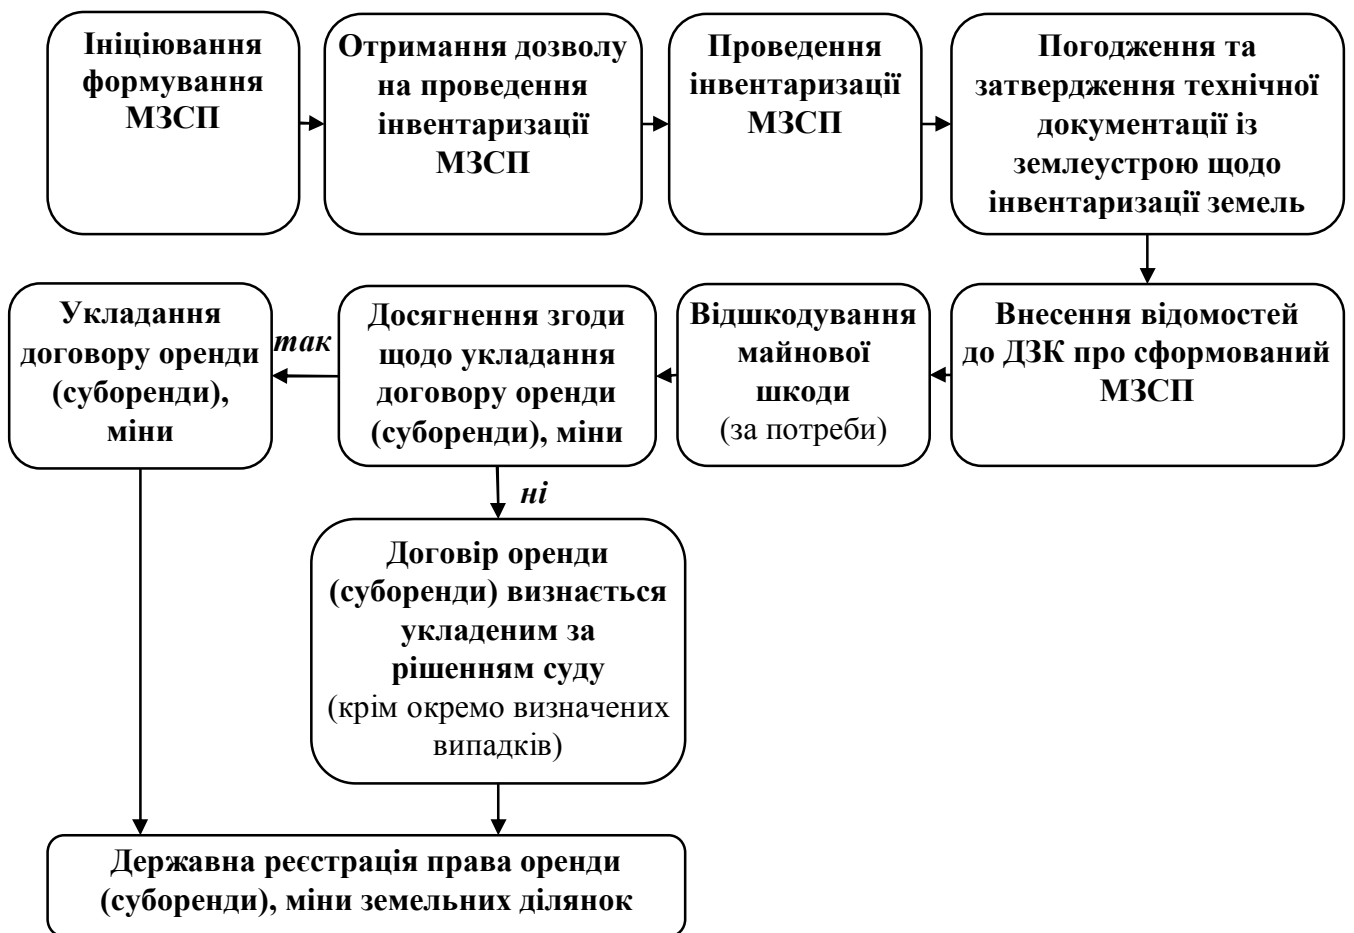 Ініціювання
формування
МЗСП
Отримання дозволу
на проведення
інвентаризації
МЗСП
Проведення
інвентаризації
МЗСП
Погодження та
затвердження технічної
документації із
землеустрою щодо
інвентаризації земель
Внесення відомостей
до ДЗК про сформований
МЗСП
Відшкодування
майнової
шкоди
(за потреби)
Досягнення згоди
щодо укладання
договору оренди
(суборенди), міни
так
Укладання
договору оренди
(суборенди),
міни
ні
Договір оренди
(суборенди) визнається
укладеним за
рішенням суду
(крім окремо визначених
випадків)
Державна реєстрація права оренди
(суборенди), міни земельних ділянок